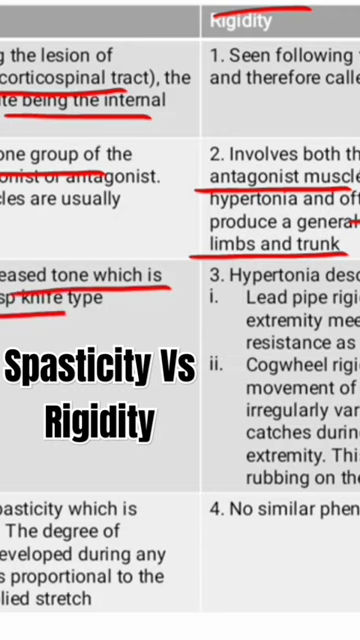 Rigidity
g the lesion of
corticospinal tract), the
te being the internal
1. Seen following
and therefore calle
one group of the
onist or antagonist.
cles are usually
2. Involves both th
antagonist muscle
hypertonia and of
produce a general
limbs and trunk
eased tone which is
sp knife type
3. Hypertonia desc
i. Lead pipe rigi
extremity mee
resistance as
ii. Cogwheel rigi
movement of
irregularly var
catches durin
extremity. Thi
rubbing on the
Spasticity Vs
Rigidity
pasticity which is
. The degree of
eveloped during any
s proportional to the
lied stretch
4. No similar phen